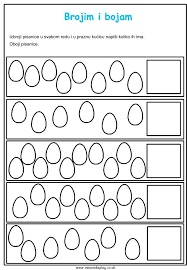 Brojim i bojam
Izbroji pisanice u svakom redu i u praznu kućicu napiši koliko ih ima.
Oboji pisanice.